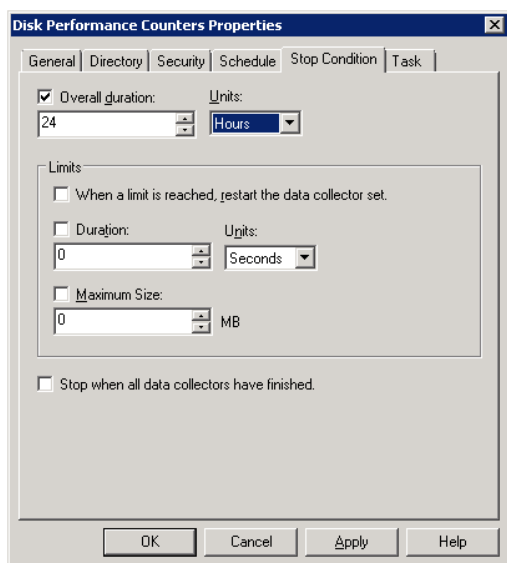 Disk Performance Counters Properties
General Directory Security Schedule Stop Condition Task
Overall duration: Units:
24 Hours
Limits
When a limit is reached, restart the data collector set.
Duration: Units:
0 Seconds
Maximum Size:
0 MB
Stop when all data collectors have finished.
OK Cancel Apply Help